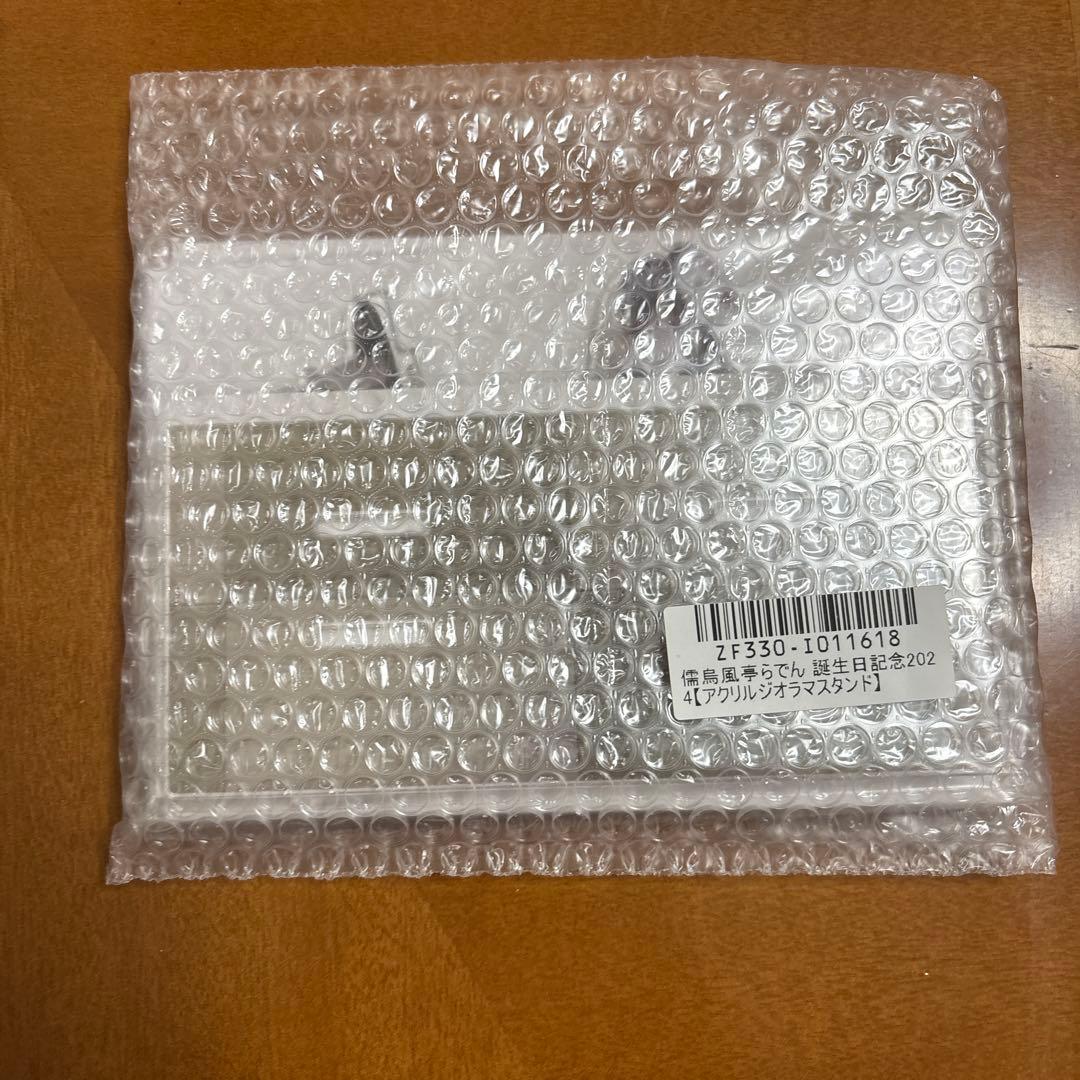 ZF330-I011618
儒烏風亭らでん 誕生日記念202
4【アクリルジオラマスタンド】